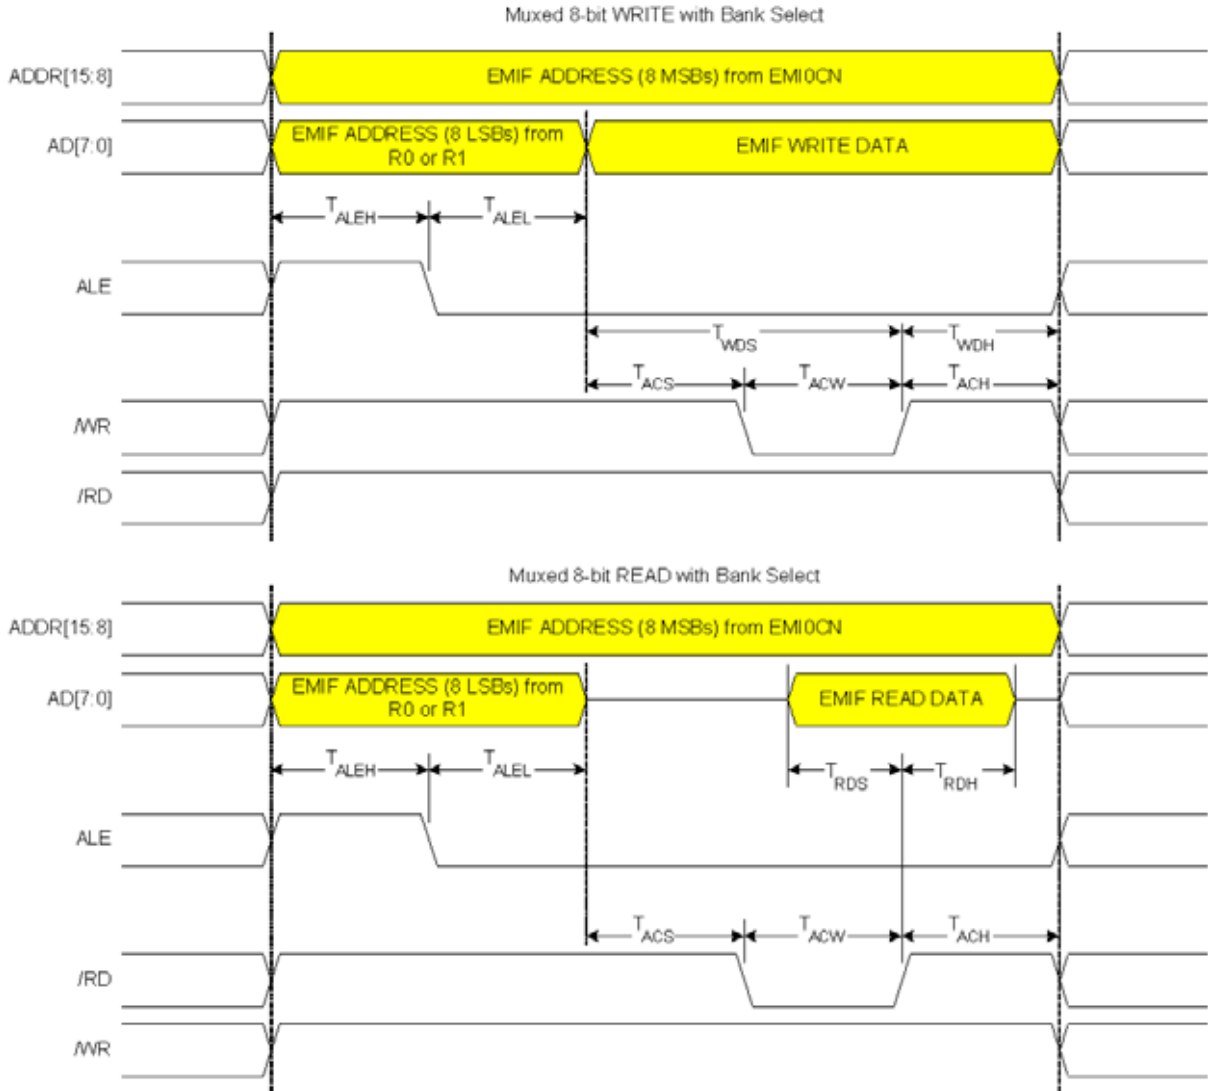 Muxed 8-bit WRITE with Bank Select
ADDR[15:8]
EMIF ADDRESS (8 MSBs) from EMI0CN
AD[7:0]
EMIF ADDRESS (8 LSBs) from
R0 or R1
EMIF WRITE DATA
TALEH
TALEL
ALE
TWDS
TWDH
TACS
TACW
TACH
/WR
/RD
Muxed 8-bit READ with Bank Select
ADDR[15:8]
EMIF ADDRESS (8 MSBs) from EMI0CN
AD[7:0]
EMIF ADDRESS (8 LSBs) from
R0 or R1
EMIF READ DATA
TALEH
TALEL
TRDS
TRDH
ALE
TACS
TACW
TACH
/RD
/WR